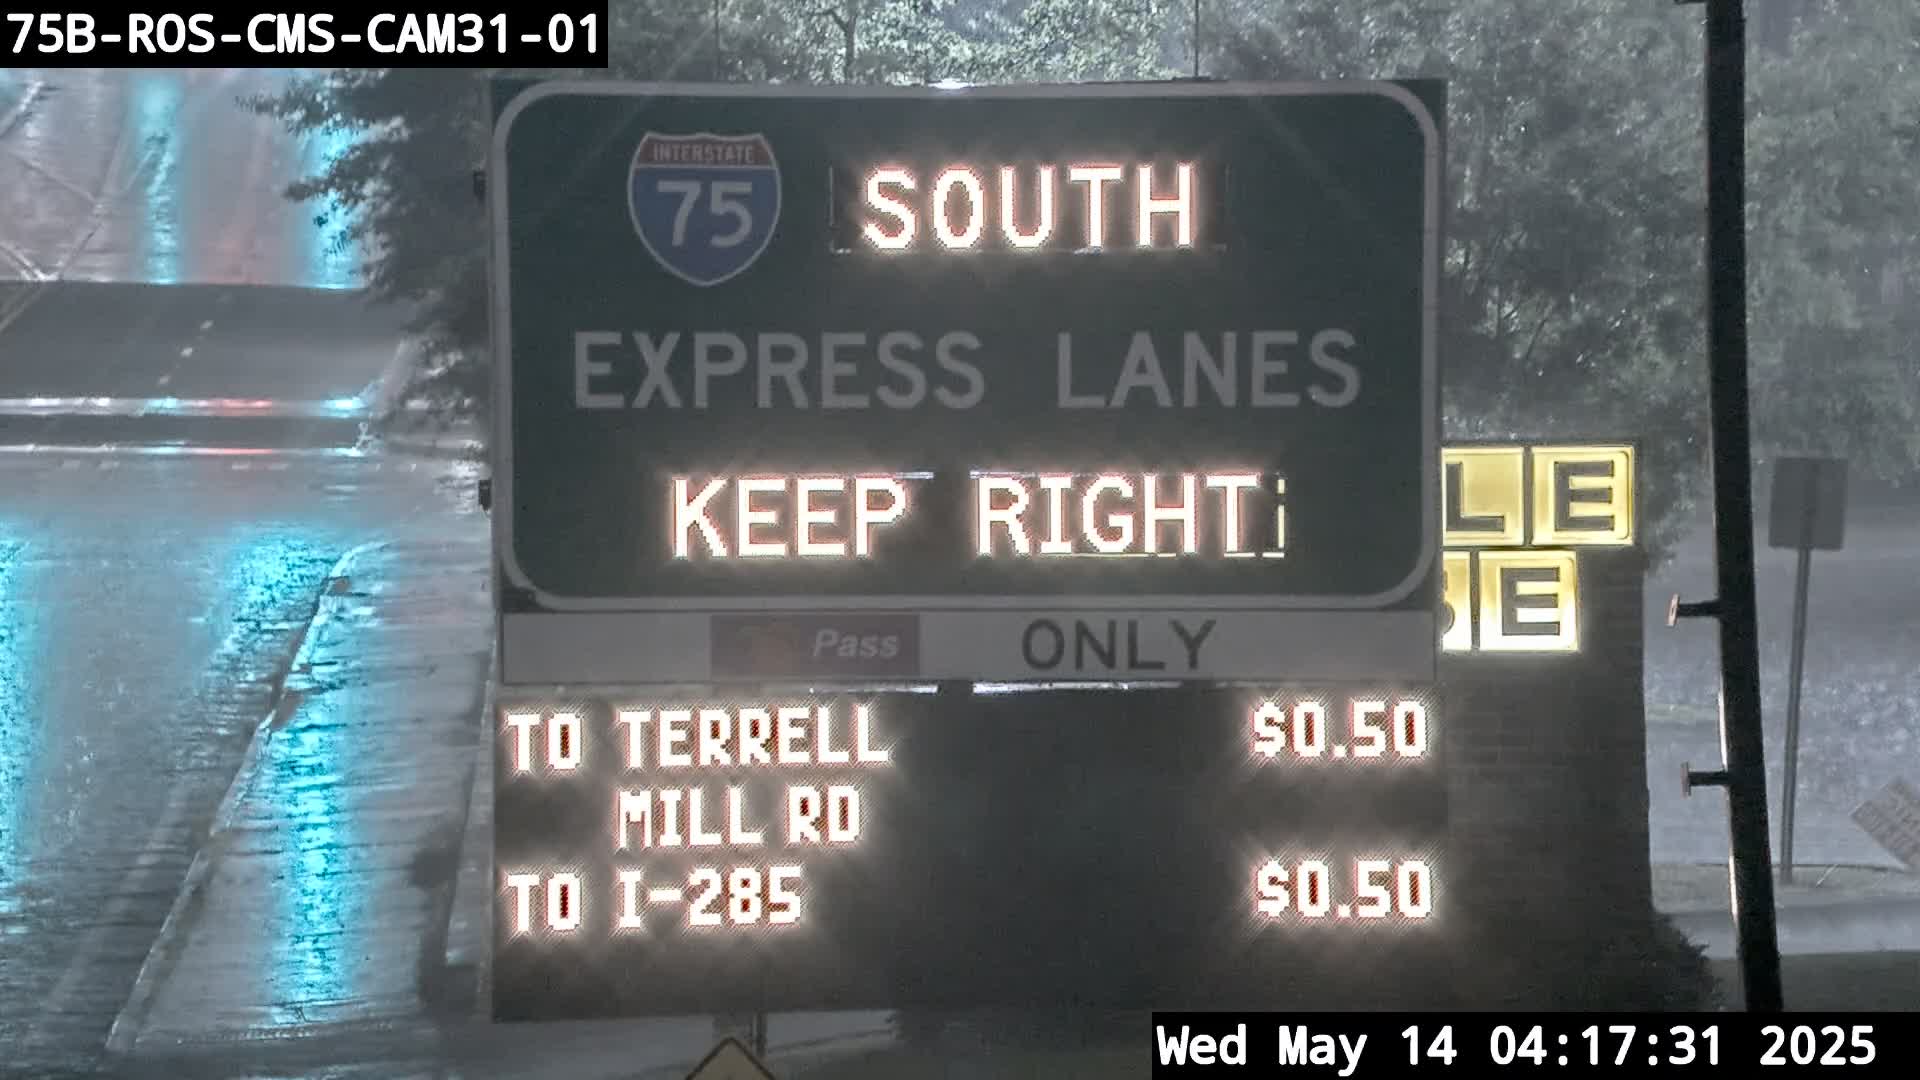 75B-ROS-CMS-CAM31-01
INTERSTATE
75
SOUTH
EXPRESS LANES
KEEP RIGHT
Pass ONLY
TO TERRELL $0.50
MILL RD
TO I-285 $0.50
LE
E
Wed May 14 04:17:31 2025